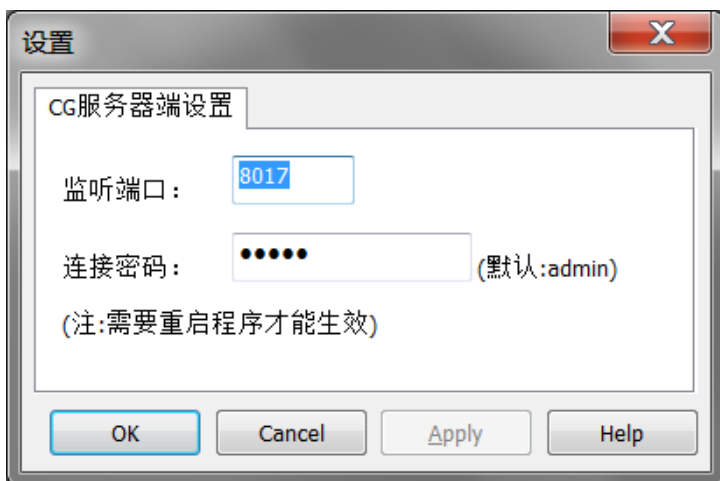 设置
CG服务器端设置
监听端口： 8017
连接密码： ••••• (默认:admin)
(注:需要重启程序才能生效)
OK Cancel Apply Help